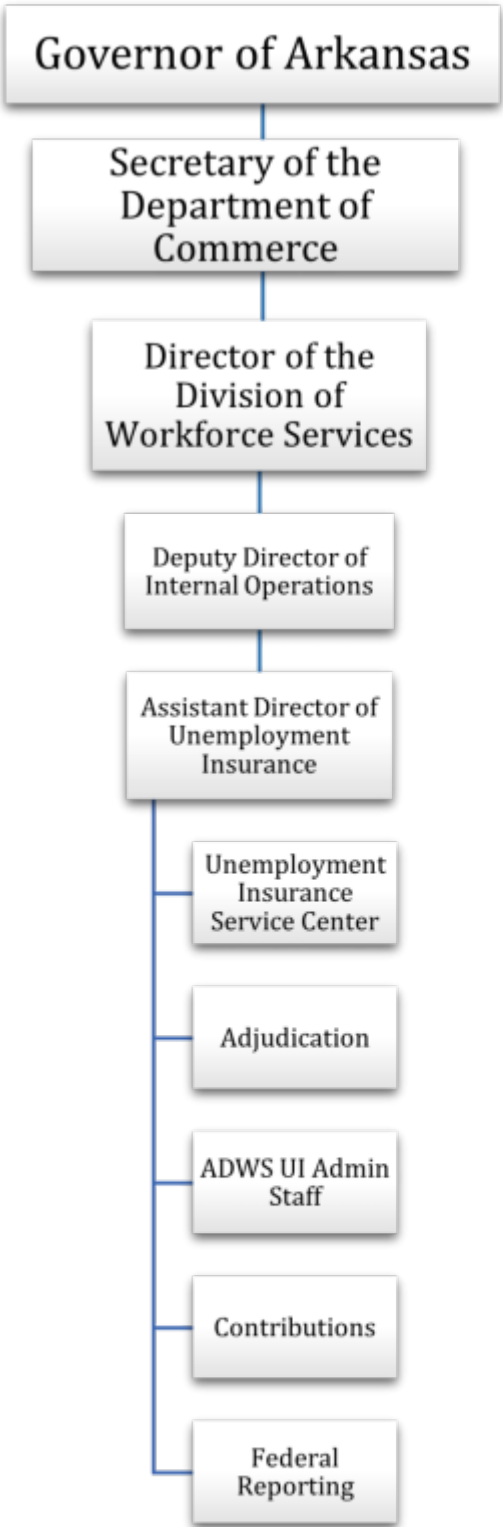 Governor of Arkansas
Secretary of the
Department of
Commerce
Director of the
Division of
Workforce Services
Deputy Director of
Internal Operations
Assistant Director of
Unemployment
Insurance
Unemployment
Insurance
Service Center
Adjudication
ADWS UI Admin
Staff
Contributions
Federal
Reporting